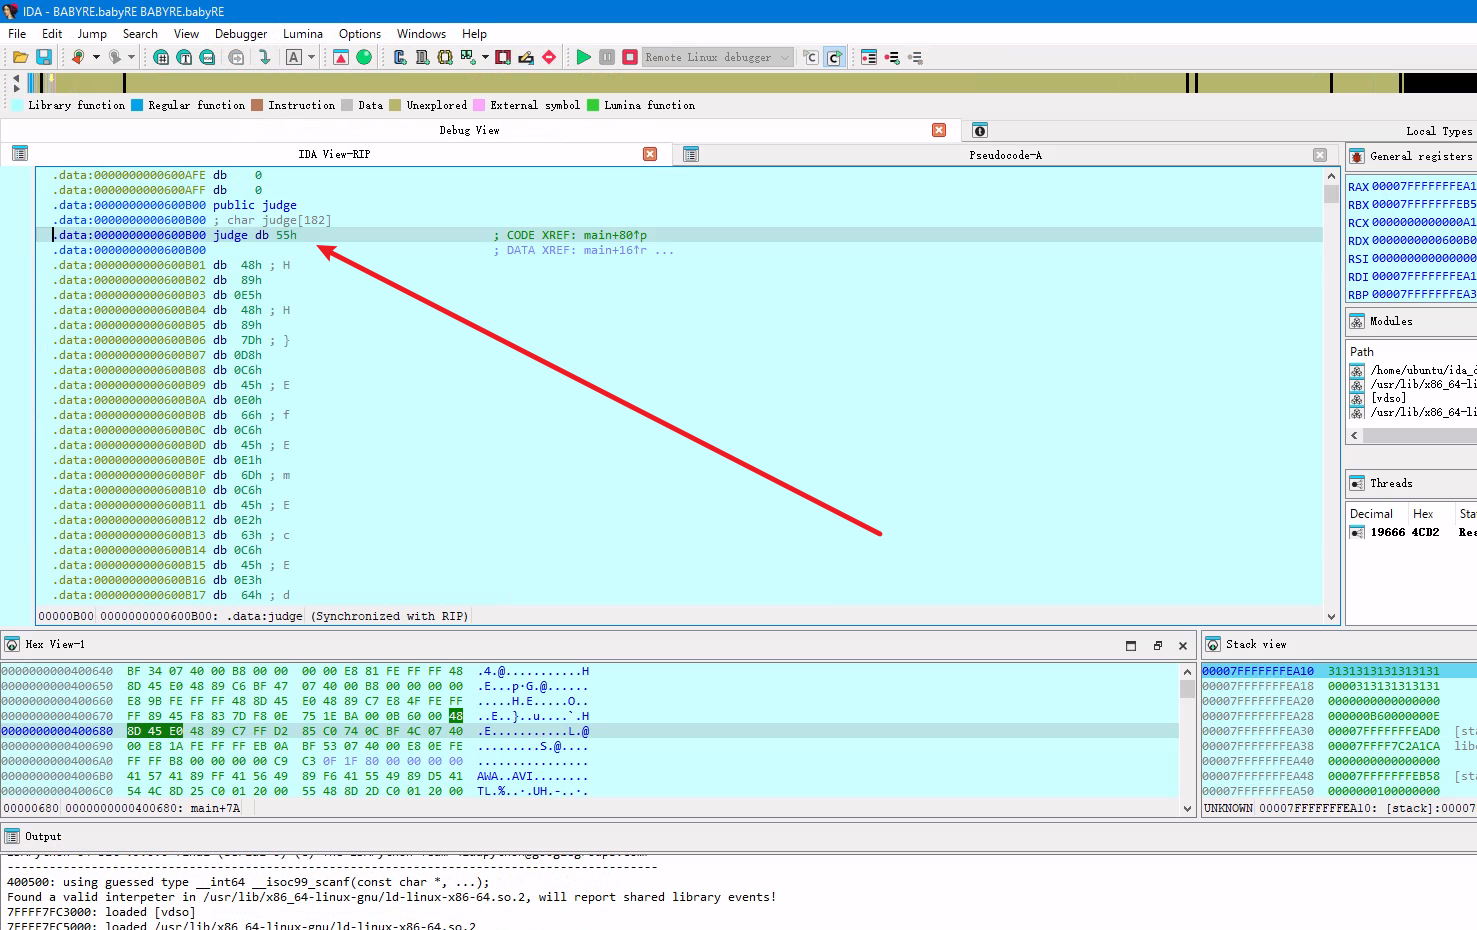 IDA - BABYRE.babyRE BABYRE.babyRE
File Edit Jump Search View Debugger Lumina Options Windows Help
Remote Linux debugger
Library function Regular function Instruction Data Unexplored External symbol Lumina function
Debug View
Local Types
IDA View-RIP
Pseudocode-A
General registers
.data:0000000000600AFE db 0
.data:0000000000600AFF db 0
.data:0000000000600B00 public judge
.data:0000000000600B00 ; char judge[182]
.data:0000000000600B00 judge db 55h ; CODE XREF: main+80↑p
.data:0000000000600B00 ; DATA XREF: main+16↑r ...
.data:0000000000600B01 db 48h ; H
.data:0000000000600B02 db 89h
.data:0000000000600B03 db 0E5h
.data:0000000000600B04 db 48h ; H
.data:0000000000600B05 db 89h
.data:0000000000600B06 db 7Dh ; }
.data:0000000000600B07 db 0D8h
.data:0000000000600B08 db 0C6h
.data:0000000000600B09 db 45h ; E
.data:0000000000600B0A db 0E0h
.data:0000000000600B0B db 66h ; f
.data:0000000000600B0C db 0C6h
.data:0000000000600B0D db 45h ; E
.data:0000000000600B0E db 0E1h
.data:0000000000600B0F db 6Dh ; m
.data:0000000000600B10 db 0C6h
.data:0000000000600B11 db 45h ; E
.data:0000000000600B12 db 0E2h
.data:0000000000600B13 db 63h ; c
.data:0000000000600B14 db 0C6h
.data:0000000000600B15 db 45h ; E
.data:0000000000600B16 db 0E3h
.data:0000000000600B17 db 64h ; d
00000B00 0000000000600B00: .data:judge (Synchronized with RIP)
RAX 00007FFFFFFFEA1
RBX 00007FFFFFFFEB5
RCX 00000000000000A1
RDX 0000000000600B0
RSI 000000000000000
RDI 00007FFFFFFFEA1
RBP 00007FFFFFFFEA3
Modules
Path
/home/ubuntu/ida_d
/usr/lib/x86_64-li
[vdso]
/usr/lib/x86_64-li
Threads
Decimal Hex Sta
19666 4CD2 Rea
Hex View-1
0000000000400640 BF 34 07 40 00 B8 00 00 00 00 E8 81 FE FF FF 48 .4.@...........H
0000000000400650 8D 45 E0 48 89 C6 BF 47 07 40 00 B8 00 00 00 00 .E...p·G.@......
0000000000400660 E8 9B FE FF FF 48 8D 45 E0 48 89 C7 E8 4F FE FF .....H.E.....O..
0000000000400670 FF 89 45 F8 83 7D F8 0E 75 1E BA 00 0B 60 00 48 ..E..}..u....`.H
0000000000400680 8D 45 E0 48 89 C7 FF D2 85 C0 74 0C BF 4C 07 40 .E...........L.@
0000000000400690 00 E8 1A FE FF FF EB 0A BF 53 07 40 00 E8 0E FE .........S.@....
00000000004006A0 FF FF B8 00 00 00 00 C9 C3 0F 1F 80 00 00 00 00 ................
00000000004006B0 41 57 41 89 FF 41 56 49 89 F6 41 55 49 89 D5 41 AWA..AVI........
00000000004006C0 54 4C 8D 25 C0 01 20 00 55 48 8D 2D C0 01 20 00 TL.%..·.UH.-..·.
00000680 0000000000400680: main+7A
Stack view
00007FFFFFFFEA10 3131313131313131
00007FFFFFFFEA18 0000313131313131
00007FFFFFFFEA20 0000000000000000
00007FFFFFFFEA28 00000B600000000E
00007FFFFFFFEA30 00007FFFFFFFEAD0 [sta
00007FFFFFFFEA38 00007FFFF7C2A1CA lib
00007FFFFFFFEA40 0000000000000000
00007FFFFFFFEA48 00007FFFFFFFEB58 [sta
00007FFFFFFFEA50 0000000100000000
UNKNOWN 00007FFFFFFFEA10: [stack]:00007
Output
----------
400500: using guessed type __int64 __isoc99_scanf(const char *, ...);
Found a valid interpeter in /usr/lib/x86_64-linux-gnu/ld-linux-x86-64.so.2, will report shared library events!
7FFFF7FC3000: loaded [vdso]
7FFFF7FC5000: loaded /usr/lib/x86_64-linux-gnu/ld-linux-x86-64.so.2